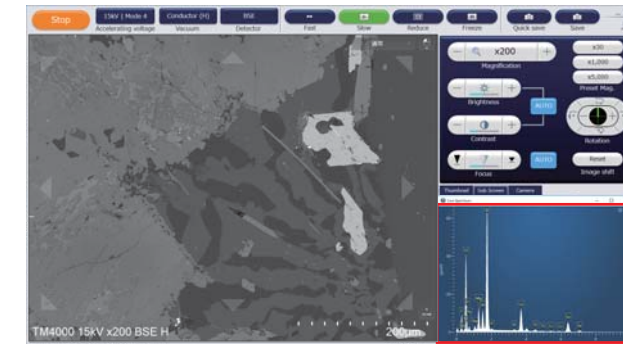 Stop
15kV | Mode 4
Accelerating voltage
Conductor (H)
Vacuum
BSE
Detector
Fast
Slow
Reduce
Freeze
Quick save
Save
x200
Magnification
x30
x1,000
x5,000
Preset Mag.
Brightness
AUTO
Contrast
Rotation
AUTO
Focus
Reset
Image shift
Thumbnail
Sub Screen
Camera
TM4000 15kV x200 BSE H
200μm